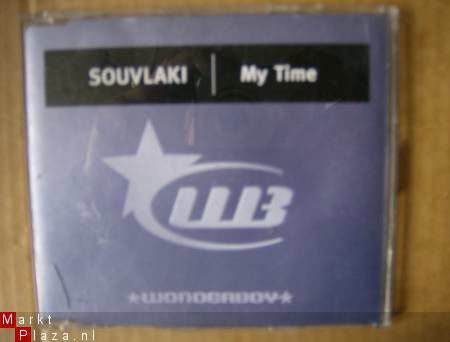 SOUVLAKI | My Time
WB
★WONDERBOY★
Markt
Plaza.nl